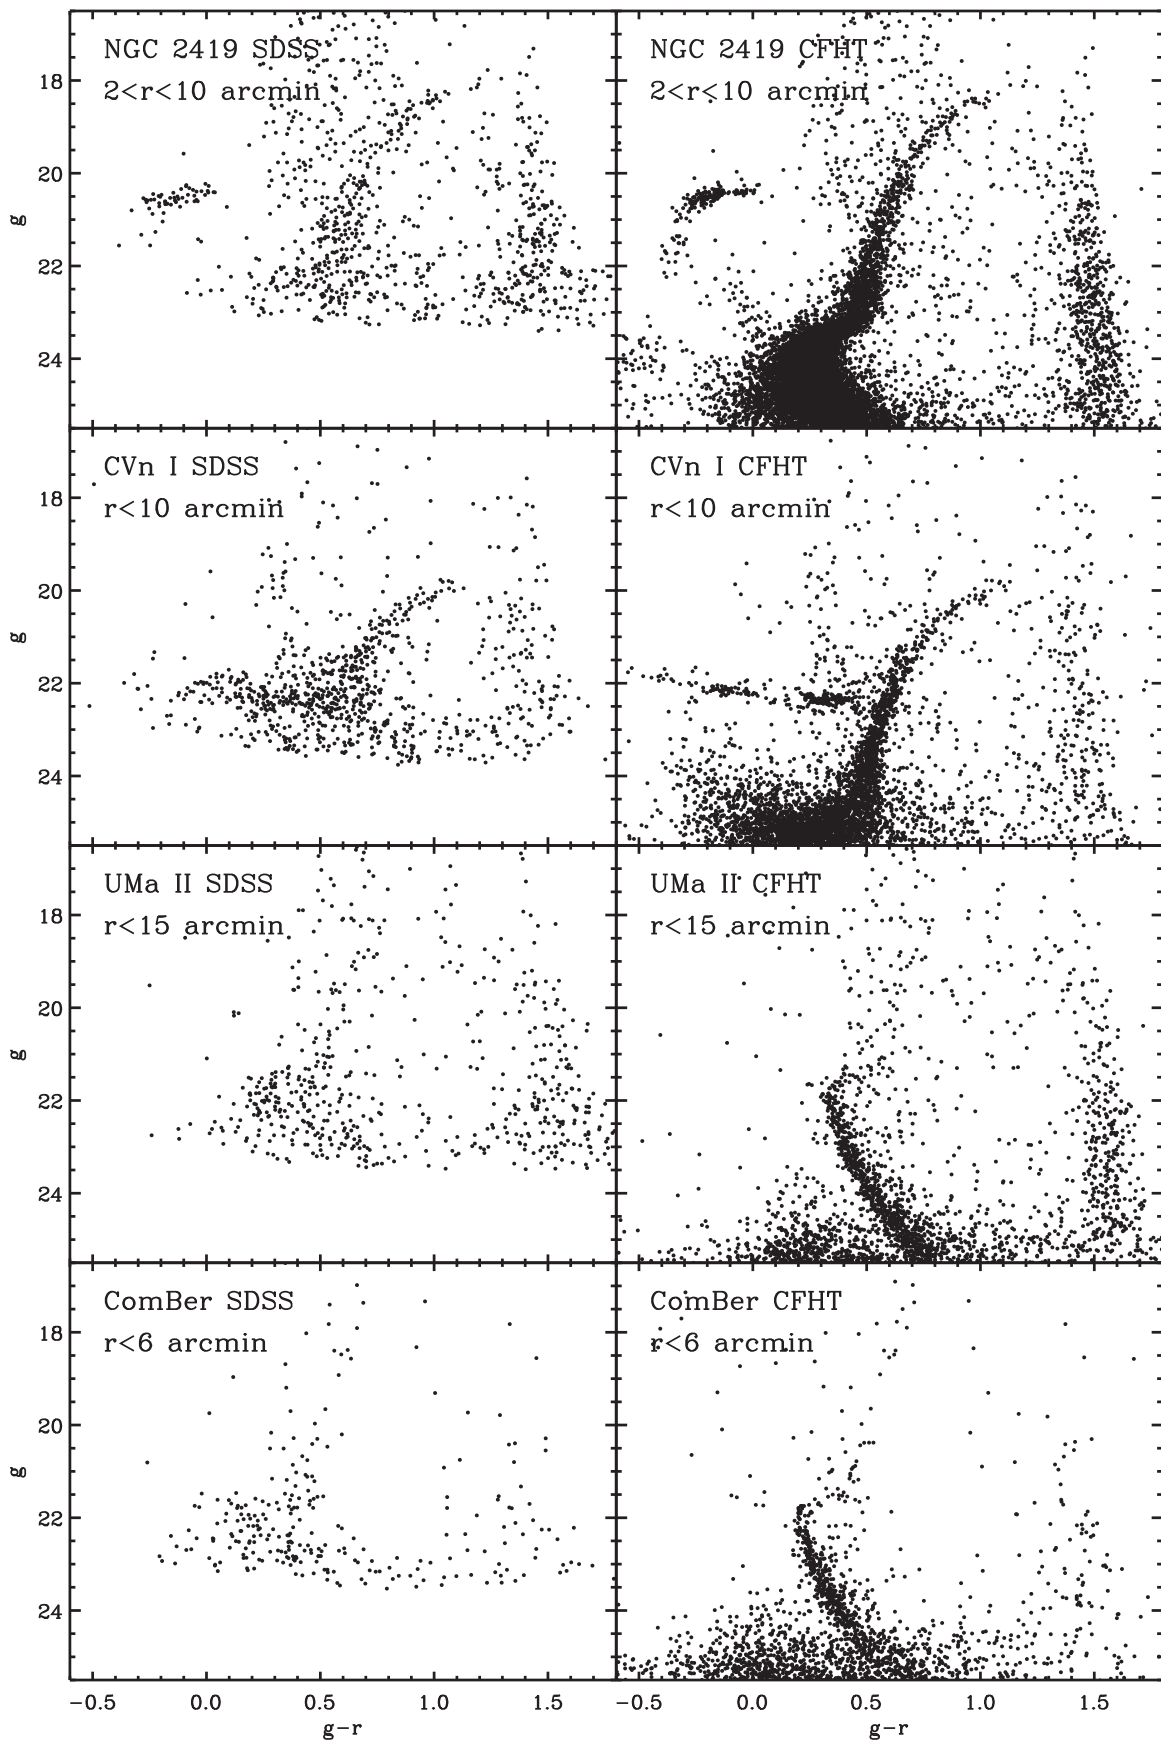 NGC 2419 SDSS
2<r<10 arcmin
NGC 2419 CFHT
2<r<10 arcmin
18
20
22
24
g
CVn I SDSS
r<10 arcmin
CVn I CFHT
r<10 arcmin
18
20
22
24
g
UMa II SDSS
r<15 arcmin
UMa II CFHT
r<15 arcmin
18
20
22
24
g
ComBer SDSS
r<6 arcmin
ComBer CFHT
r<6 arcmin
18
20
22
24
g
-0.5 0.0 0.5 1.0 1.5
-0.5 0.0 0.5 1.0 1.5
g-r
g-r